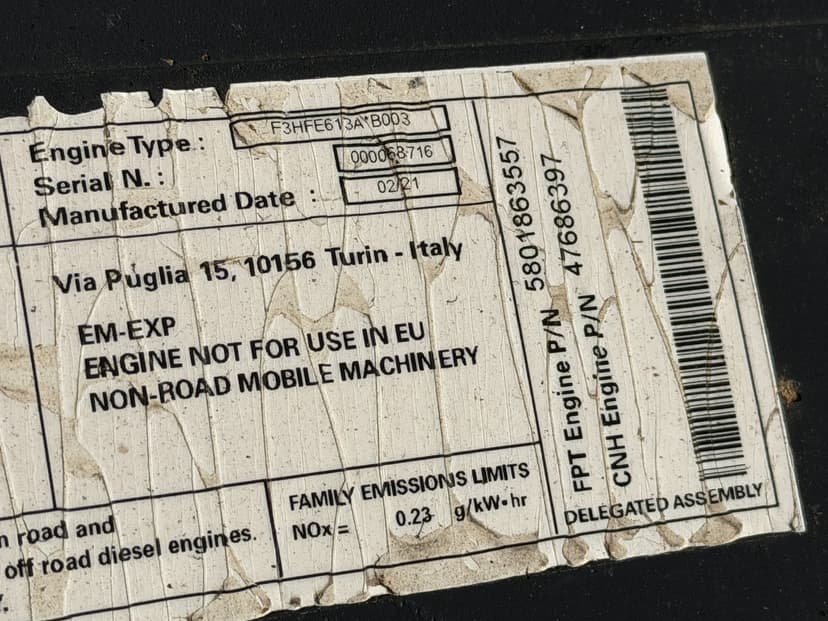 Engine Type.: F3HFE613A*B003
Serial N.: 000068716
Manufactured Date : 02/21
Via Puglia 15, 10156 Turin - Italy
EM-EXP
ENGINE NOT FOR USE IN EU
NON-ROAD MOBILE MACHINERY
n road and
off road diesel engines.
FAMILY EMISSIONS LIMITS
NOx = 0.23 g/kW·hr
FPT Engine P/N 5801863557
CNH Engine P/N 47686397
DELEGATED ASSEMBLY